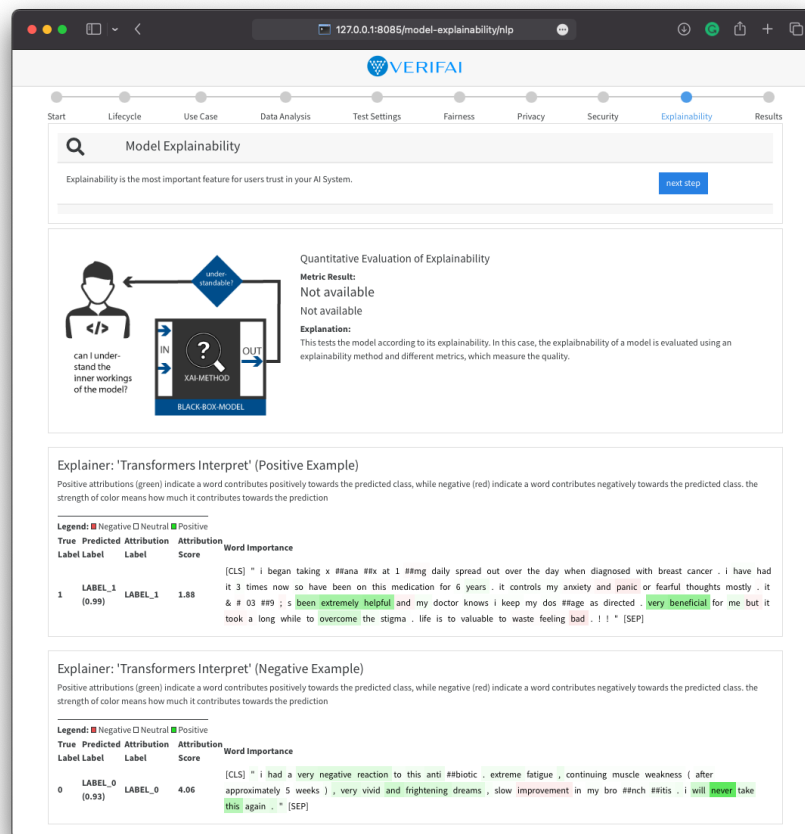 127.0.0.1:8085/model-explainability/nlp
VERIFAI
Start Lifecycle Use Case Data Analysis Test Settings Fairness Privacy Security Explainability Results
Model Explainability
Explainability is the most important feature for users trust in your AI System.
next step
under-
standable?
</>
IN
?
OUT
XAI-METHOD
BLACK-BOX-MODEL
can I under-
stand the
inner workings
of the model?
Quantitative Evaluation of Explainability
Metric Result:
Not available
Not available
Explanation:
This tests the model according to its explainability. In this case, the explaibnability of a model is evaluated using an
explainability method and different metrics, which measure the quality.
Explainer: 'Transformers Interpret' (Positive Example)
Positive attributions (green) indicate a word contributes positively towards the predicted class, while negative (red) indicate a word contributes negatively towards the predicted class. the
strength of color means how much it contributes towards the prediction
Legend: Negative Neutral Positive
True Predicted Attribution Attribution
Label Label Label Score Word Importance
[CLS] " i began taking x ##ana ##x at 1 ##mg daily spread out over the day when diagnosed with breast cancer . i have had
1 LABEL_1 (0.99) LABEL_1 1.88 it 3 times now so have been on this medication for 6 years . it controls my anxiety and panic or fearful thoughts mostly . it
& # 03 ##9 ; s been extremely helpful and my doctor knows i keep my dos ##age as directed . very beneficial for me but it
took a long while to overcome the stigma . life is to valuable to waste feeling bad . ! ! " [SEP]
Explainer: 'Transformers Interpret' (Negative Example)
Positive attributions (green) indicate a word contributes positively towards the predicted class, while negative (red) indicate a word contributes negatively towards the predicted class. the
strength of color means how much it contributes towards the prediction
Legend: Negative Neutral Positive
True Predicted Attribution Attribution
Label Label Label Score Word Importance
[CLS] " i had a very negative reaction to this anti ##biotic . extreme fatigue , continuing muscle weakness ( after
0 LABEL_0 (0.93) LABEL_0 4.06 approximately 5 weeks ) , very vivid and frightening dreams , slow improvement in my bro ##nch ##itis . i will never take
this again . " [SEP]